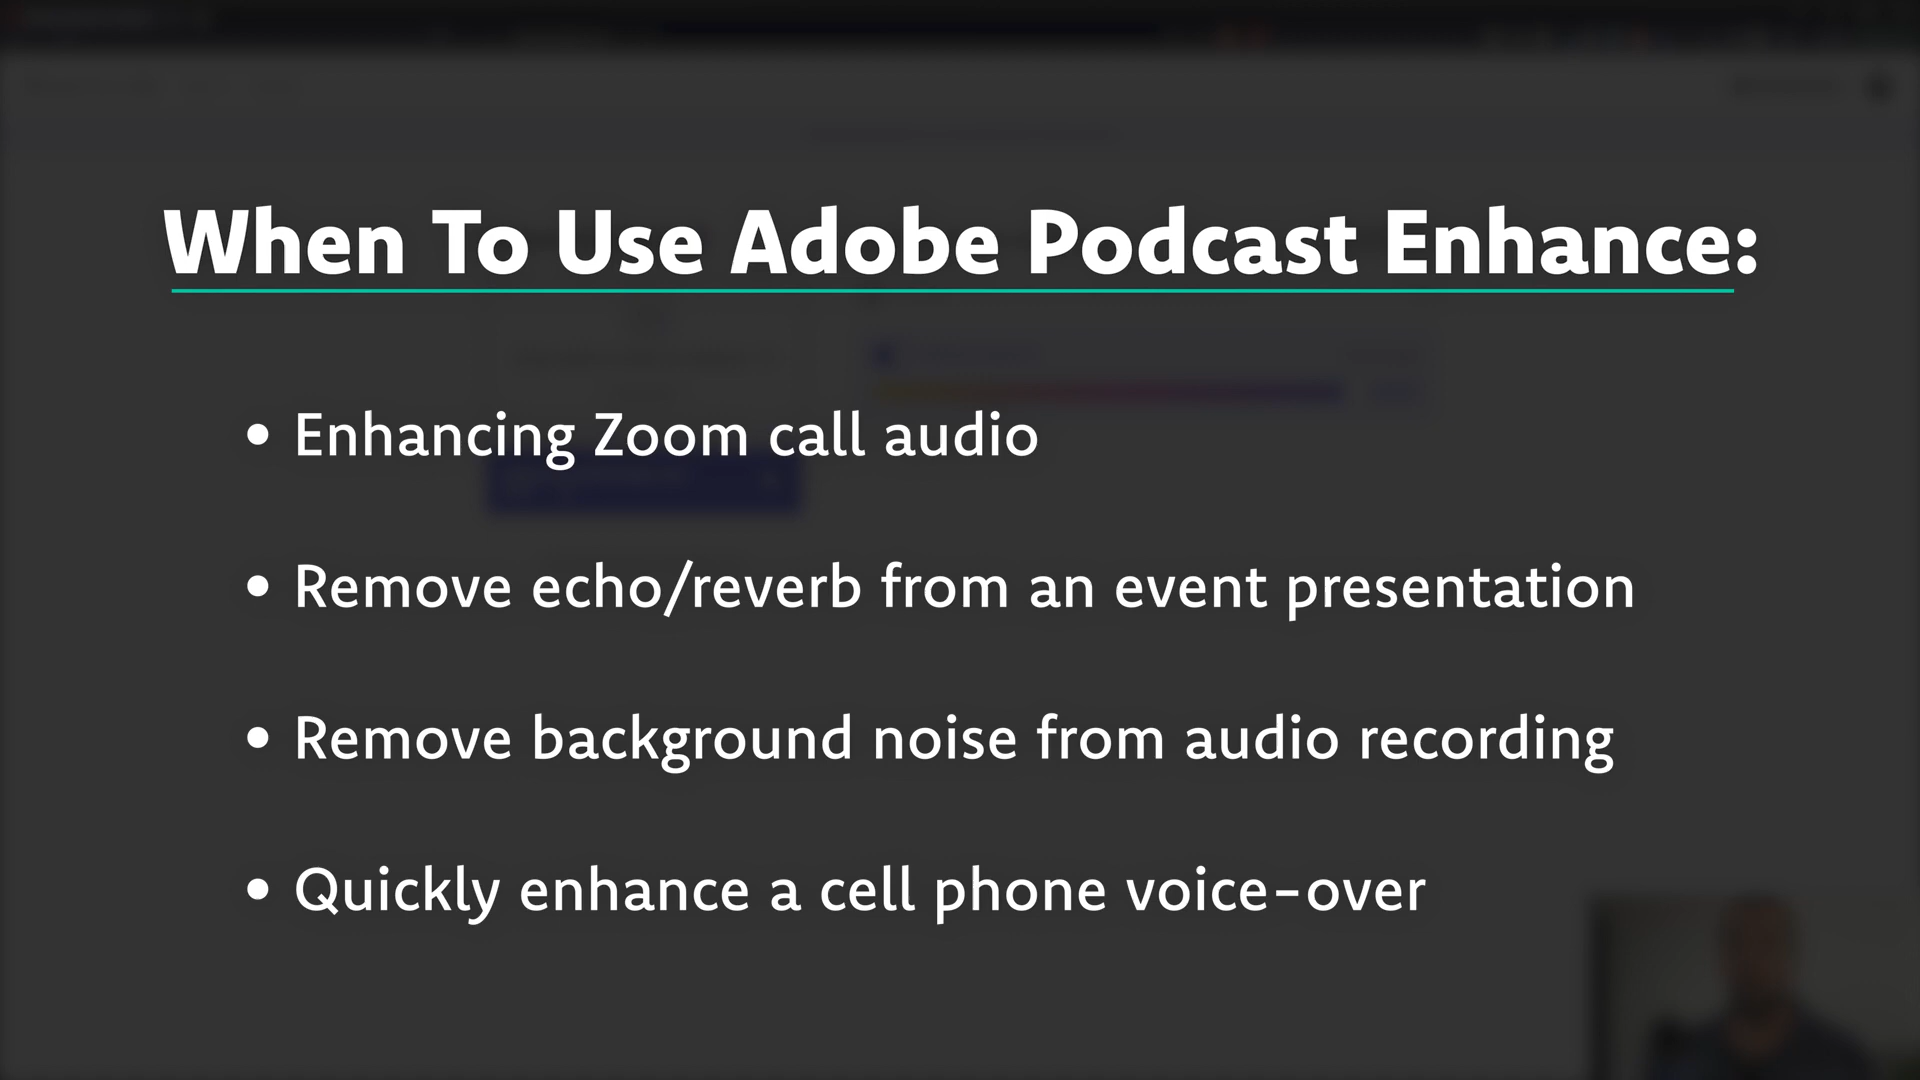 When To Use Adobe Podcast Enhance:
• Enhancing Zoom call audio
• Remove echo/reverb from an event presentation
• Remove background noise from audio recording
• Quickly enhance a cell phone voice-over